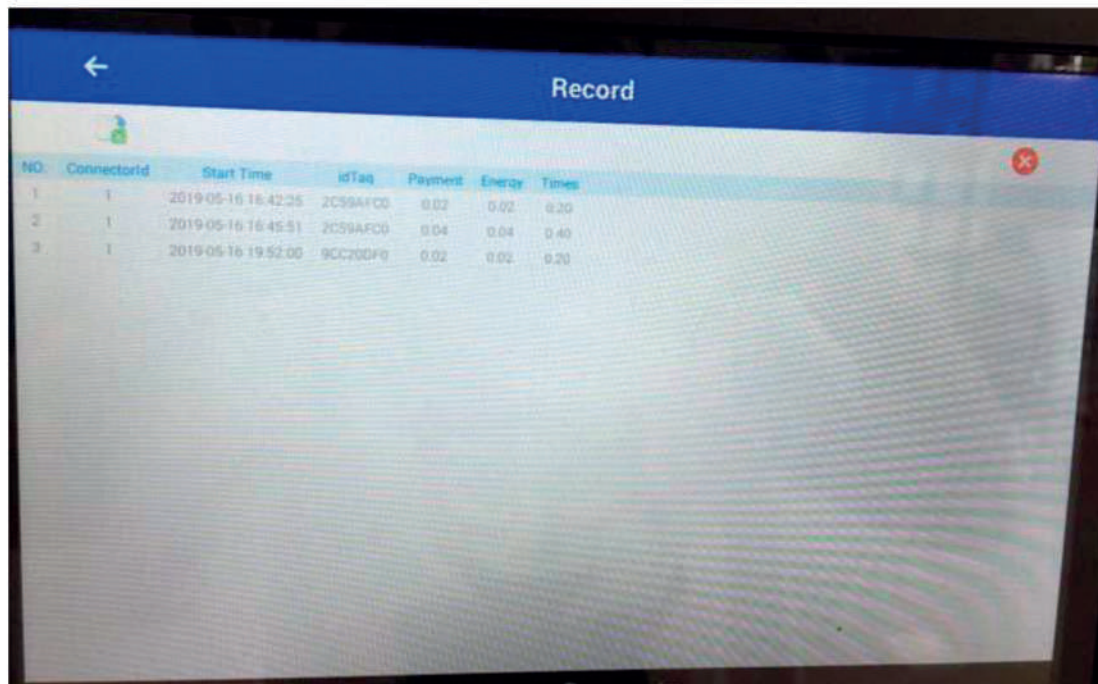 Record
NO. ConnectorId Start Time idTag Payment Energy Times
1 1 2019-05-16 16:42:25 2C59AFC0 0.02 0.02 0.20
2 1 2019-05-16 16:45:51 2C59AFC0 0.04 0.04 0.40
3 1 2019-05-16 19:52:00 9CC20DF0 0.02 0.02 0.20